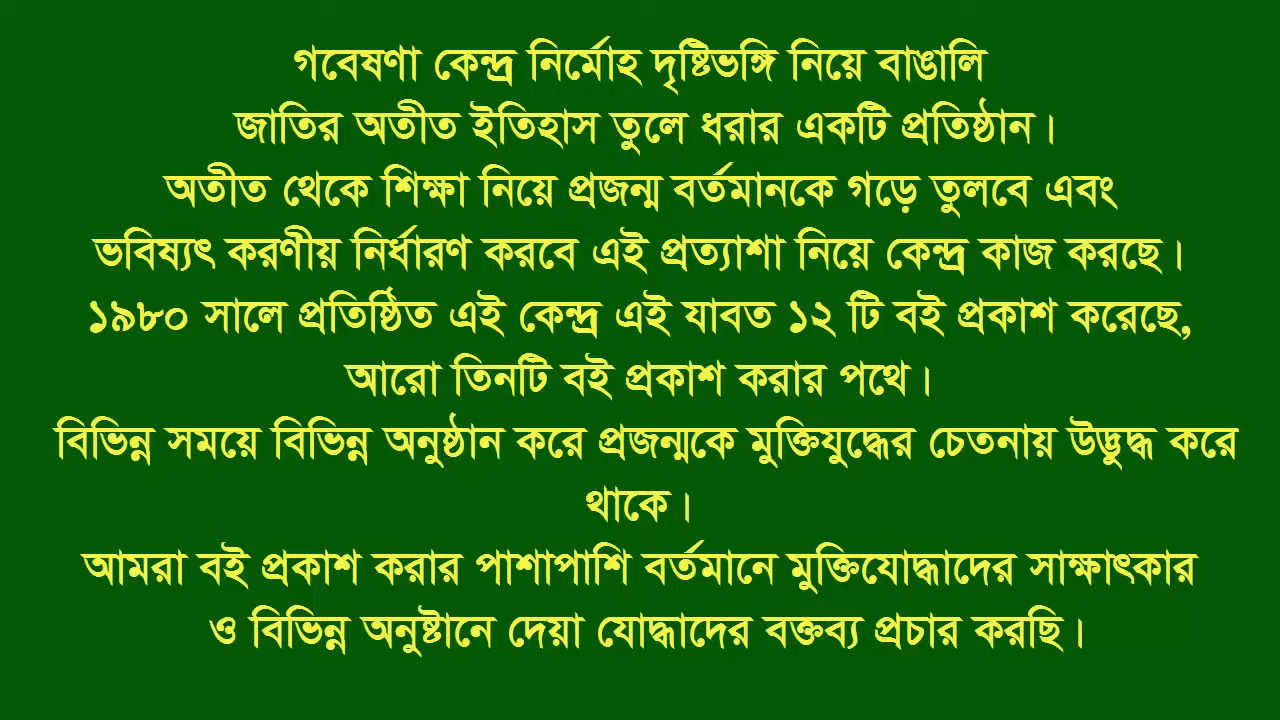 গবেষণা কেন্দ্র নির্মোহ দৃষ্টিভঙ্গি নিয়ে বাঙালি
জাতির অতীত ইতিহাস তুলে ধরার একটি প্রতিষ্ঠান।
অতীত থেকে শিক্ষা নিয়ে প্রজন্ম বর্তমানকে গড়ে তুলবে এবং
ভবিষ্যৎ করণীয় নির্ধারণ করবে এই প্রত্যাশা নিয়ে কেন্দ্র কাজ করছে।
১৯৮০ সালে প্রতিষ্ঠিত এই কেন্দ্র এই যাবত ১২ টি বই প্রকাশ করেছে,
আরো তিনটি বই প্রকাশ করার পথে।
বিভিন্ন সময়ে বিভিন্ন অনুষ্ঠান করে প্রজন্মকে মুক্তিযুদ্ধের চেতনায় উদ্ভুদ্ধ করে
থাকে।
আমরা বই প্রকাশ করার পাশাপাশি বর্তমানে মুক্তিযোদ্ধাদের সাক্ষাৎকার
ও বিভিন্ন অনুষ্টানে দেয়া যোদ্ধাদের বক্তব্য প্রচার করছি।